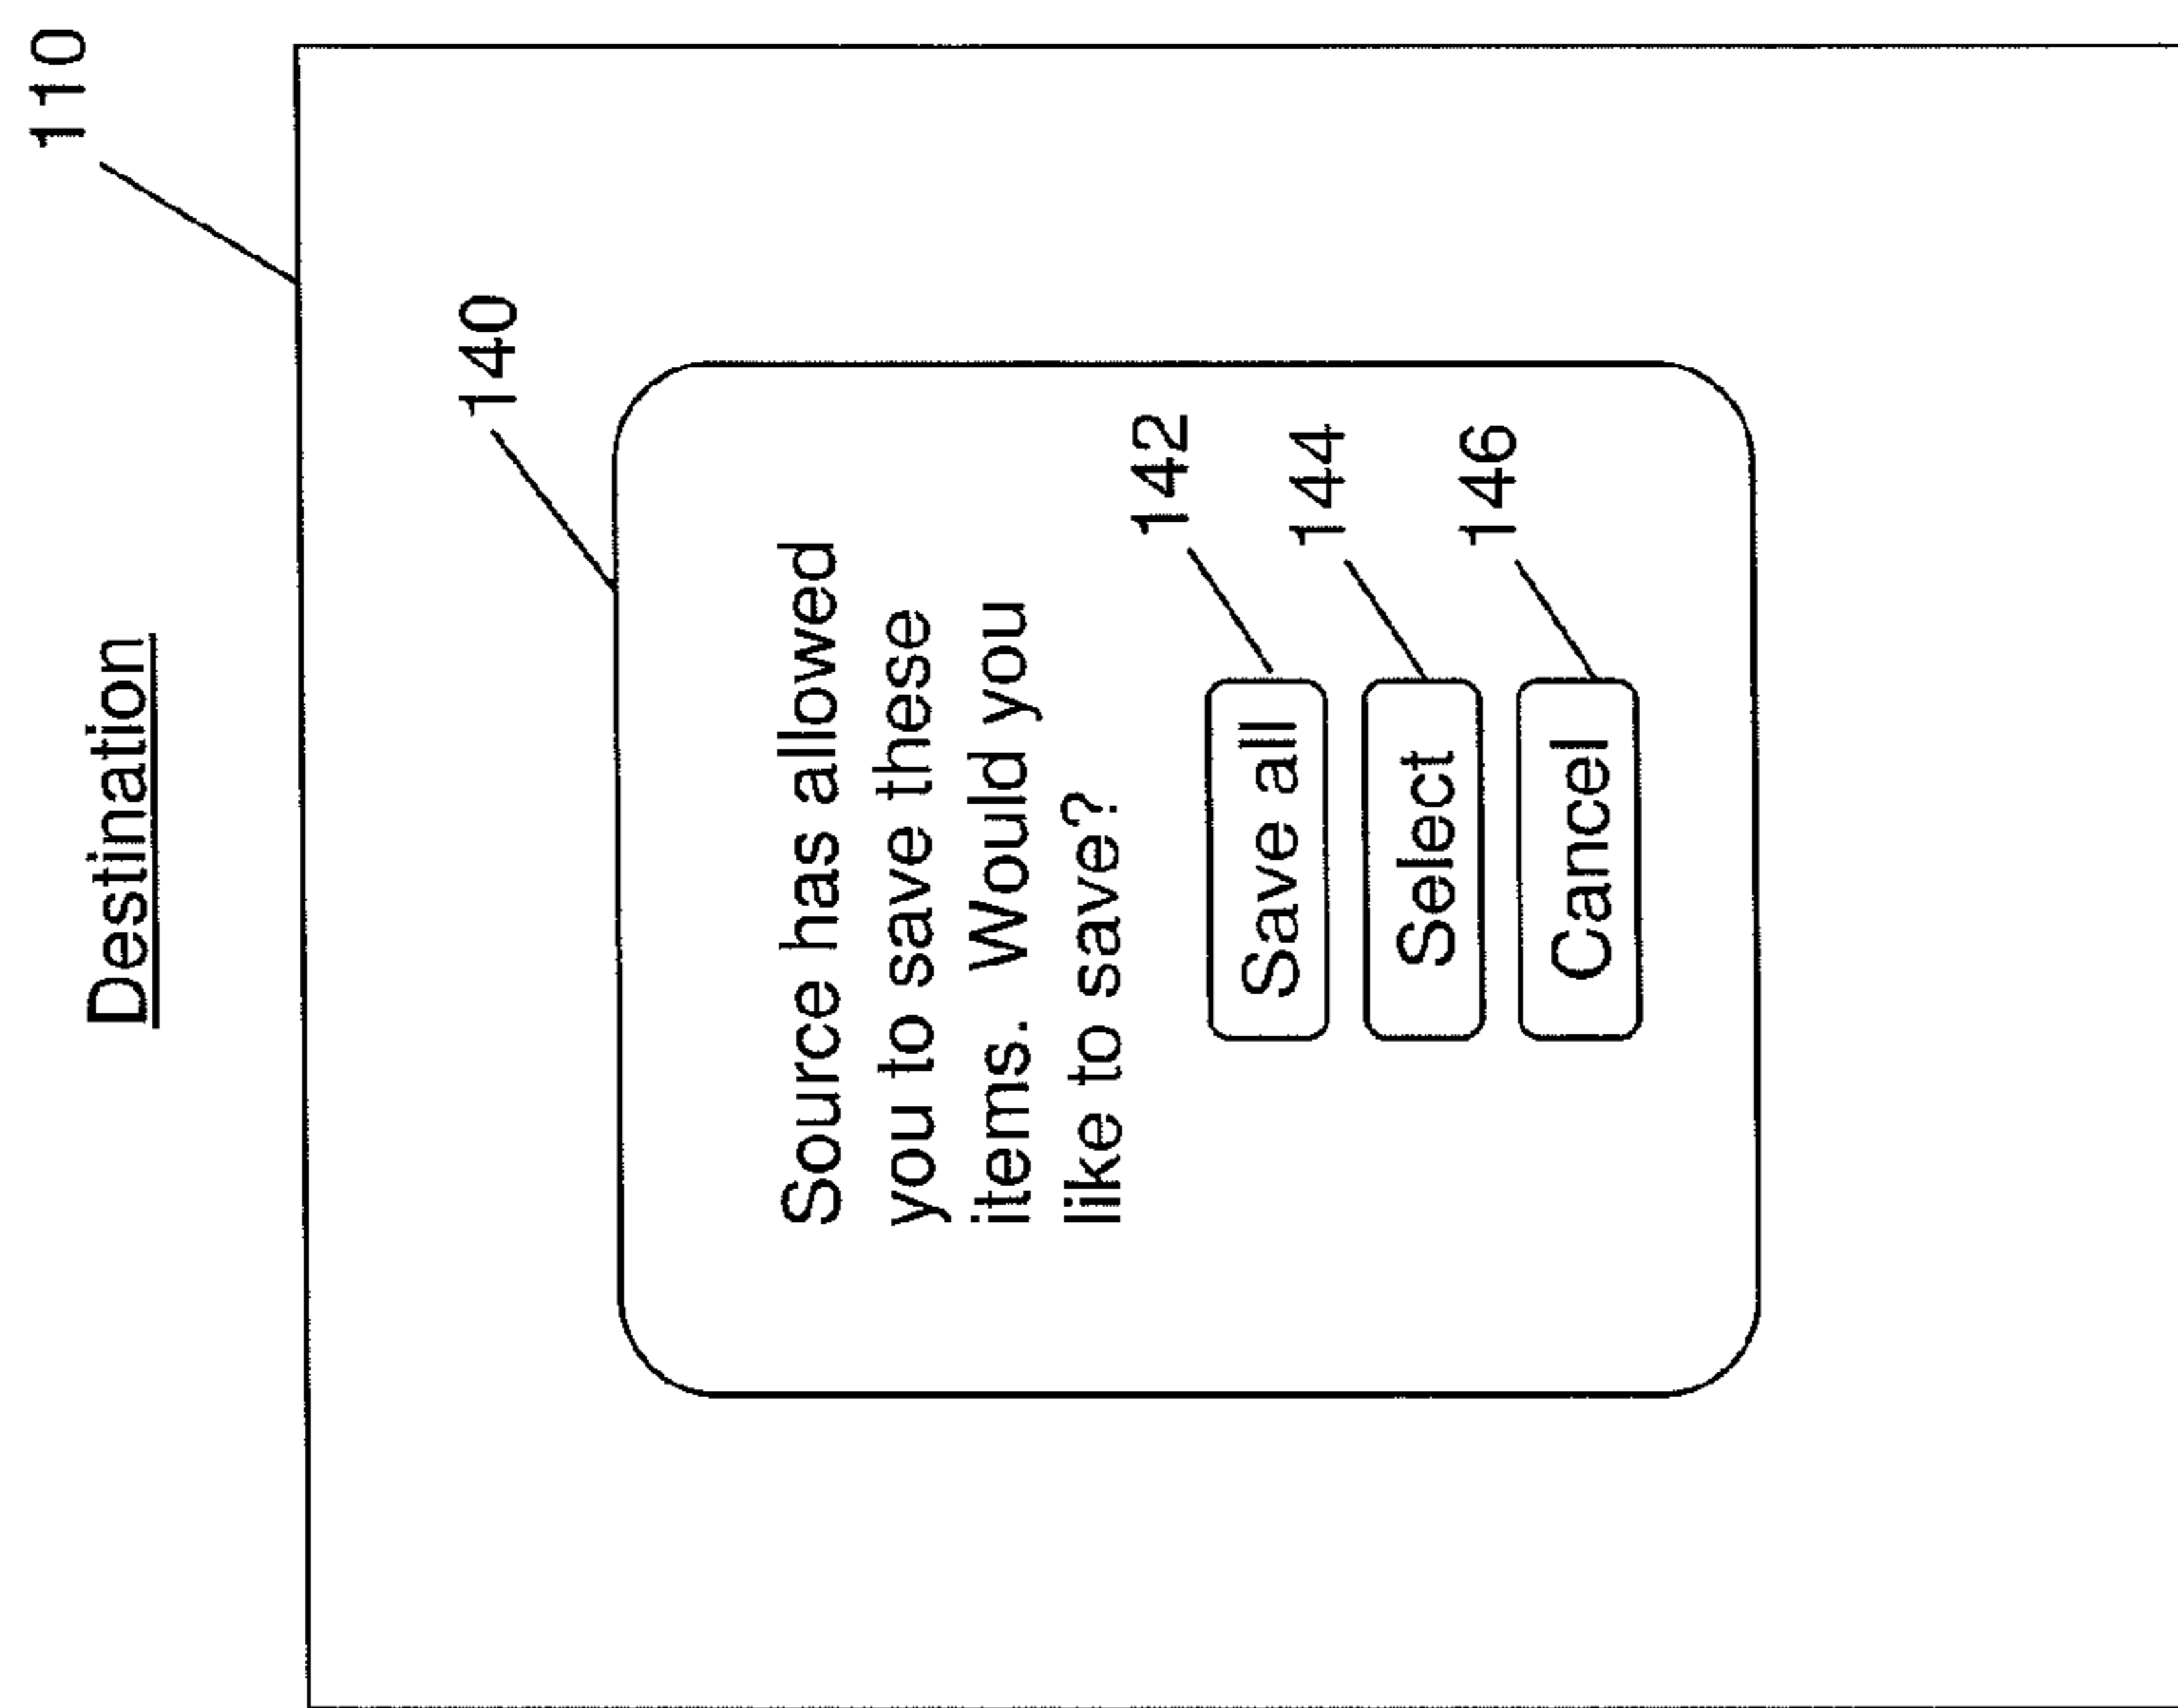 Destination
110
140
Source has allowed
you to save these
items. Would you
like to save?
142
Save all
144
Select
146
Cancel